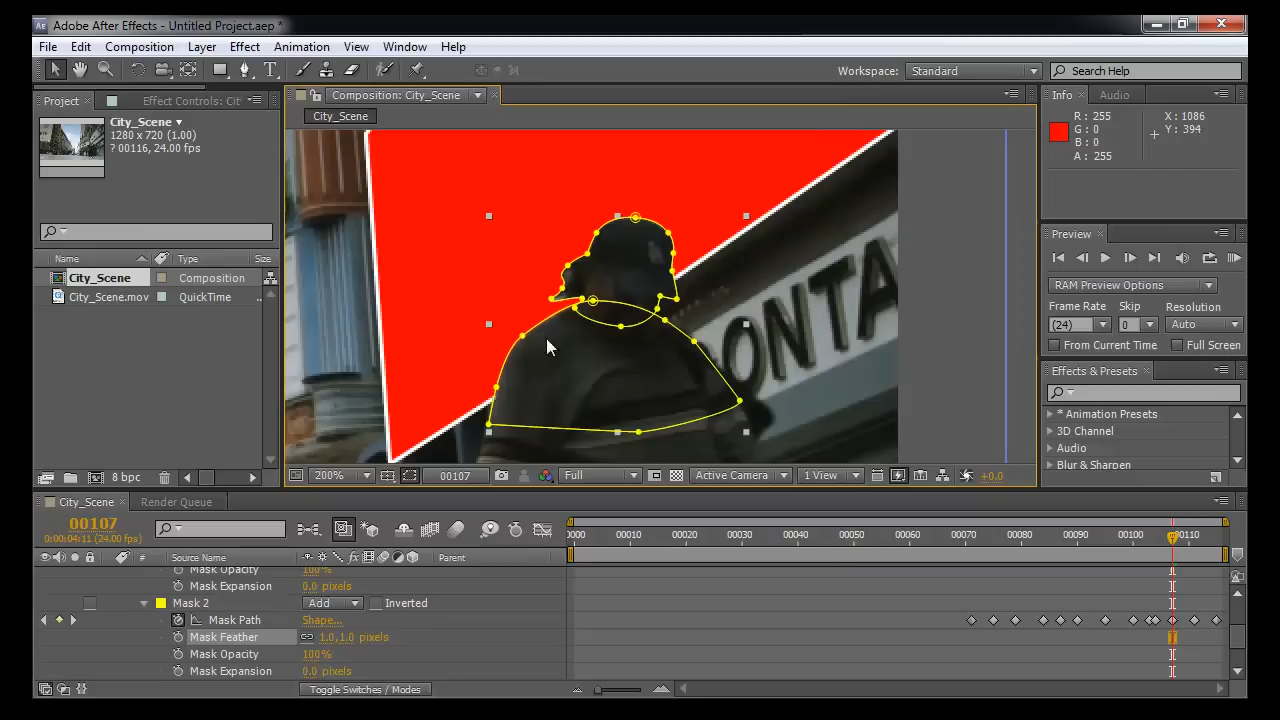 Adobe After Effects - Untitled Project.aep *
File Edit Composition Layer Effect Animation View Window Help
Workspace: Standard Search Help
Project Effect Controls: Cit
Composition: City_Scene
Info Audio
City_Scene
1280 x 720 (1.00)
? 00116, 24.00 fps
City_Scene
R : 255
G : 0
B : 0
A : 255
X : 1086
Y : 394
Name Type Size
City_Scene Composition
City_Scene.mov QuickTime
Preview
RAM Preview Options
Frame Rate Skip Resolution
(24) 0 Auto
From Current Time Full Screen
Effects & Presets
* Animation Presets
3D Channel
Audio
Blur & Sharpen
ONTA
8 bpc
200% 00107 Full Active Camera 1 View +0.0
City_Scene Render Queue
00107
0:00:04:11 (24.00 fps)
0000 00010 00020 00030 00040 00050 00060 00070 00080 00090 00100 00110
# Source Name Parent
Mask Opacity 100%
Mask Expansion 0.0 pixels
Mask 2 Add Inverted
Mask Path Shape...
Mask Feather 1.0,1.0 pixels
Mask Opacity 100%
Mask Expansion 0.0 pixels
Toggle Switches / Modes